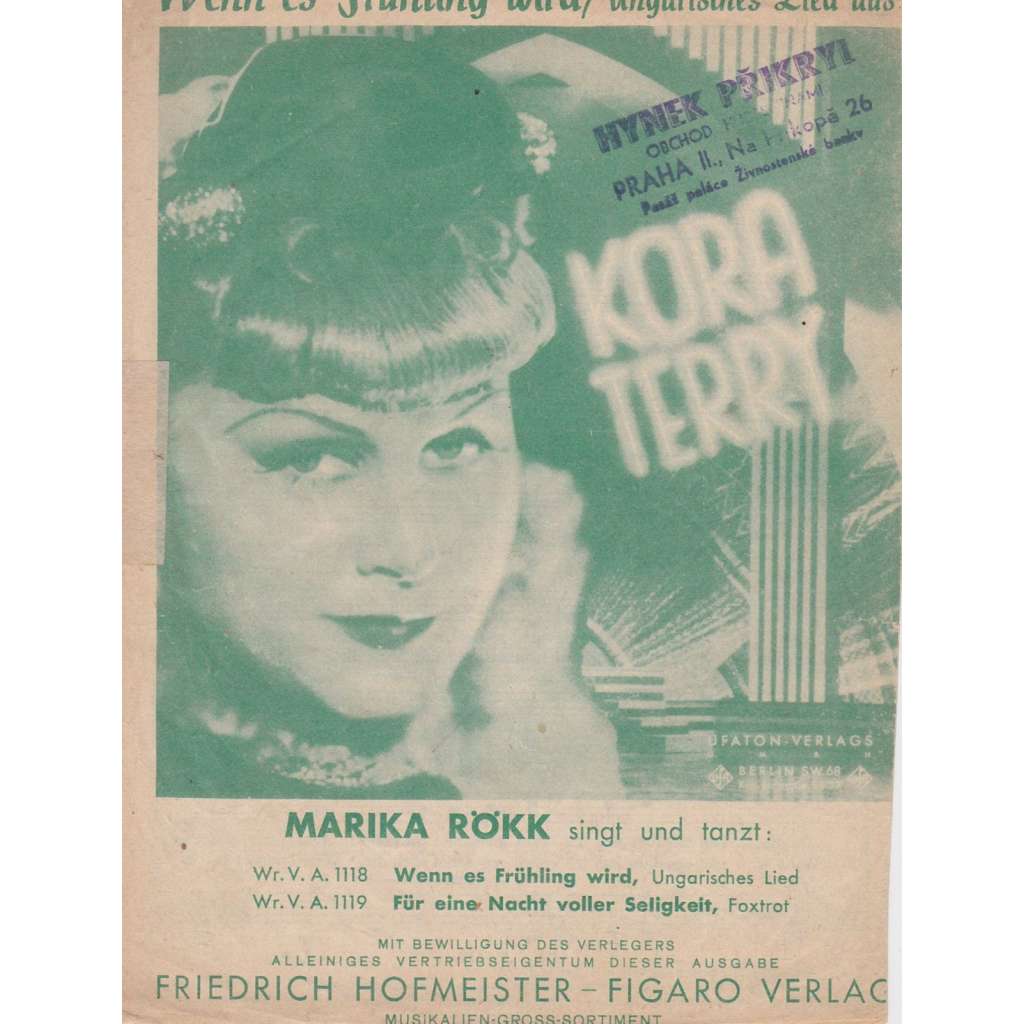 Wenn es Frühling wird, Ungarisches Lied aus
HYNEK PŘIKRYL
OBCHOD
PRAHA II., Na 26
Pasáž paláce Živnostenské banky
KORA
TERRY
UFATON-VERLAGS
BERLIN SW.68
MARIKA RÖKK singt und tanzt:
Wr. V. A. 1118 Wenn es Frühling wird, Ungarisches Lied
Wr. V. A. 1119 Für eine Nacht voller Seligkeit, Foxtrot
MIT BEWILLIGUNG DES VERLEGERS
ALLEINIGES VERTRIEBSEIGENTUM DIESER AUSGABE
FRIEDRICH HOFMEISTER – FIGARO VERLAG
MUSIKALIEN-GROSS-SORTIMENT